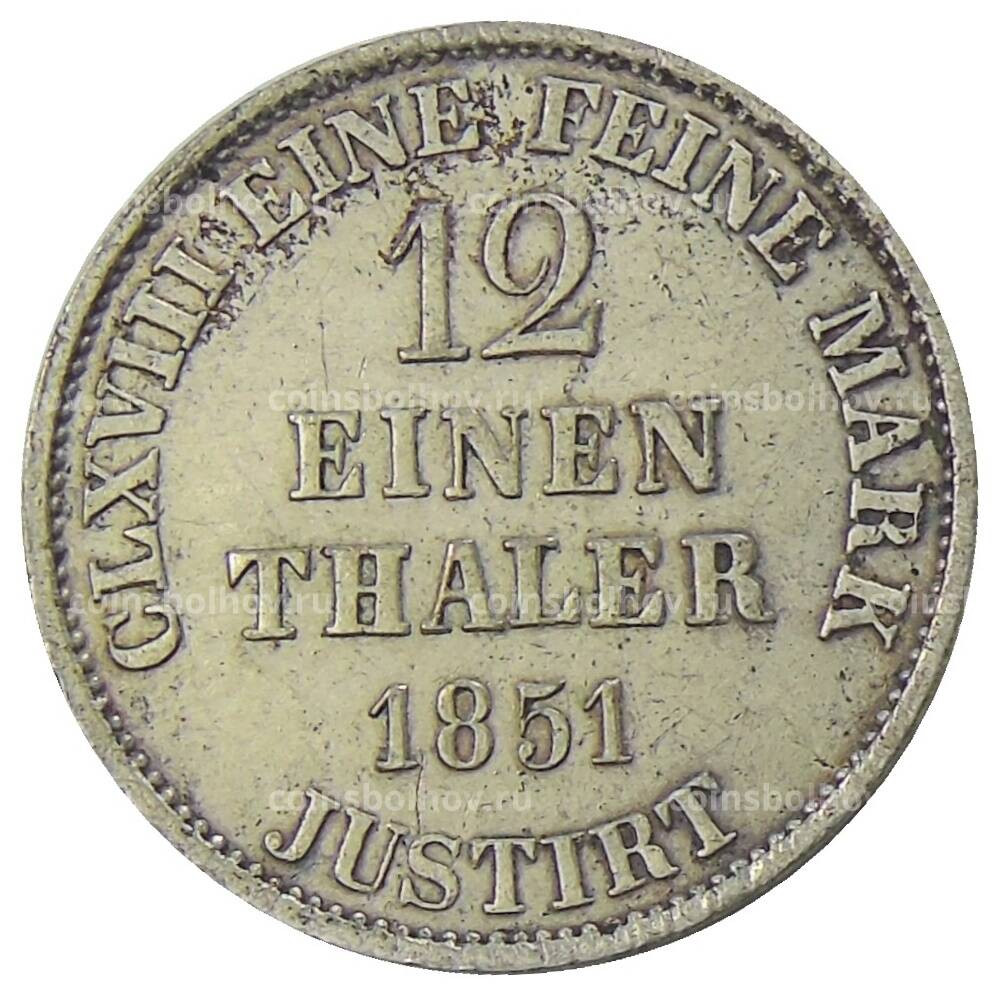 CLXVIII EINE FEINE MARK
12
EINEN
THALER
1851
JUSTIRT
coinsbolhov.ru